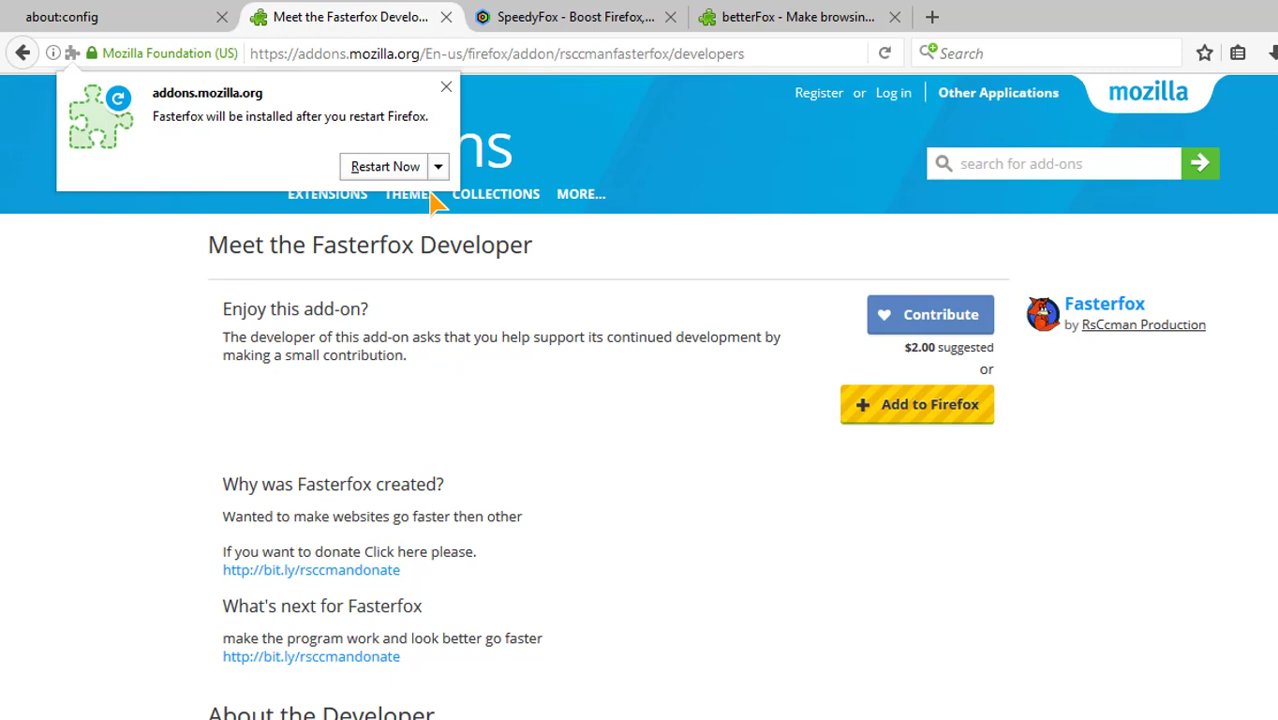 about:config
Meet the Fasterfox Develo...
SpeedyFox - Boost Firefox,...
betterFox - Make browsin...
Mozilla Foundation (US)
https://addons.mozilla.org/En-us/firefox/addon/rsccmanfasterfox/developers
Search
addons.mozilla.org
Fasterfox will be installed after you restart Firefox.
Restart Now
Register or Log in
Other Applications
mozilla
ns
search for add-ons
EXTENSIONS
THEME
COLLECTIONS
MORE...
Meet the Fasterfox Developer
Enjoy this add-on?
The developer of this add-on asks that you help support its continued development by
making a small contribution.
Contribute
$2.00 suggested
or
Add to Firefox
Fasterfox
by RsCcman Production
Why was Fasterfox created?
Wanted to make websites go faster then other
If you want to donate Click here please.
http://bit.ly/rsccmandonate
What's next for Fasterfox
make the program work and look better go faster
http://bit.ly/rsccmandonate
About the Developer